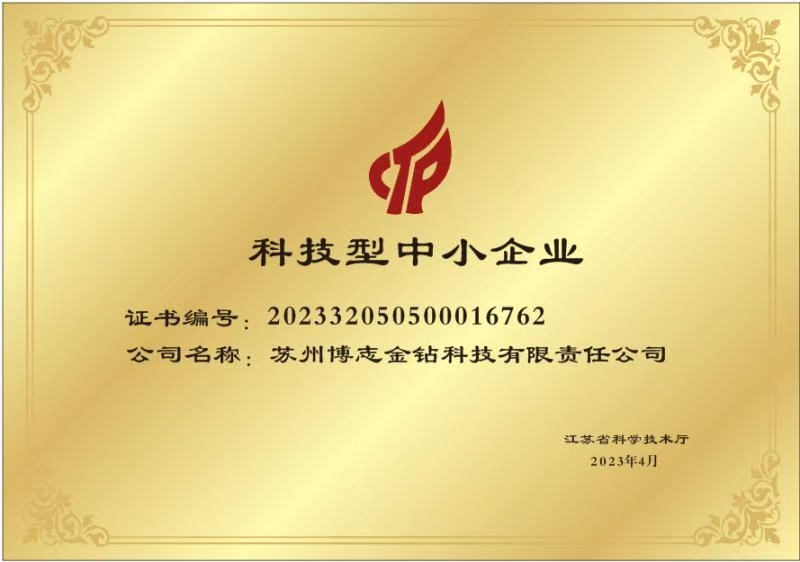 CTP
科技型中小企业
证书编号：202332050500016762
公司名称：苏州博志金钻科技有限责任公司
江苏省科学技术厅
2023年4月